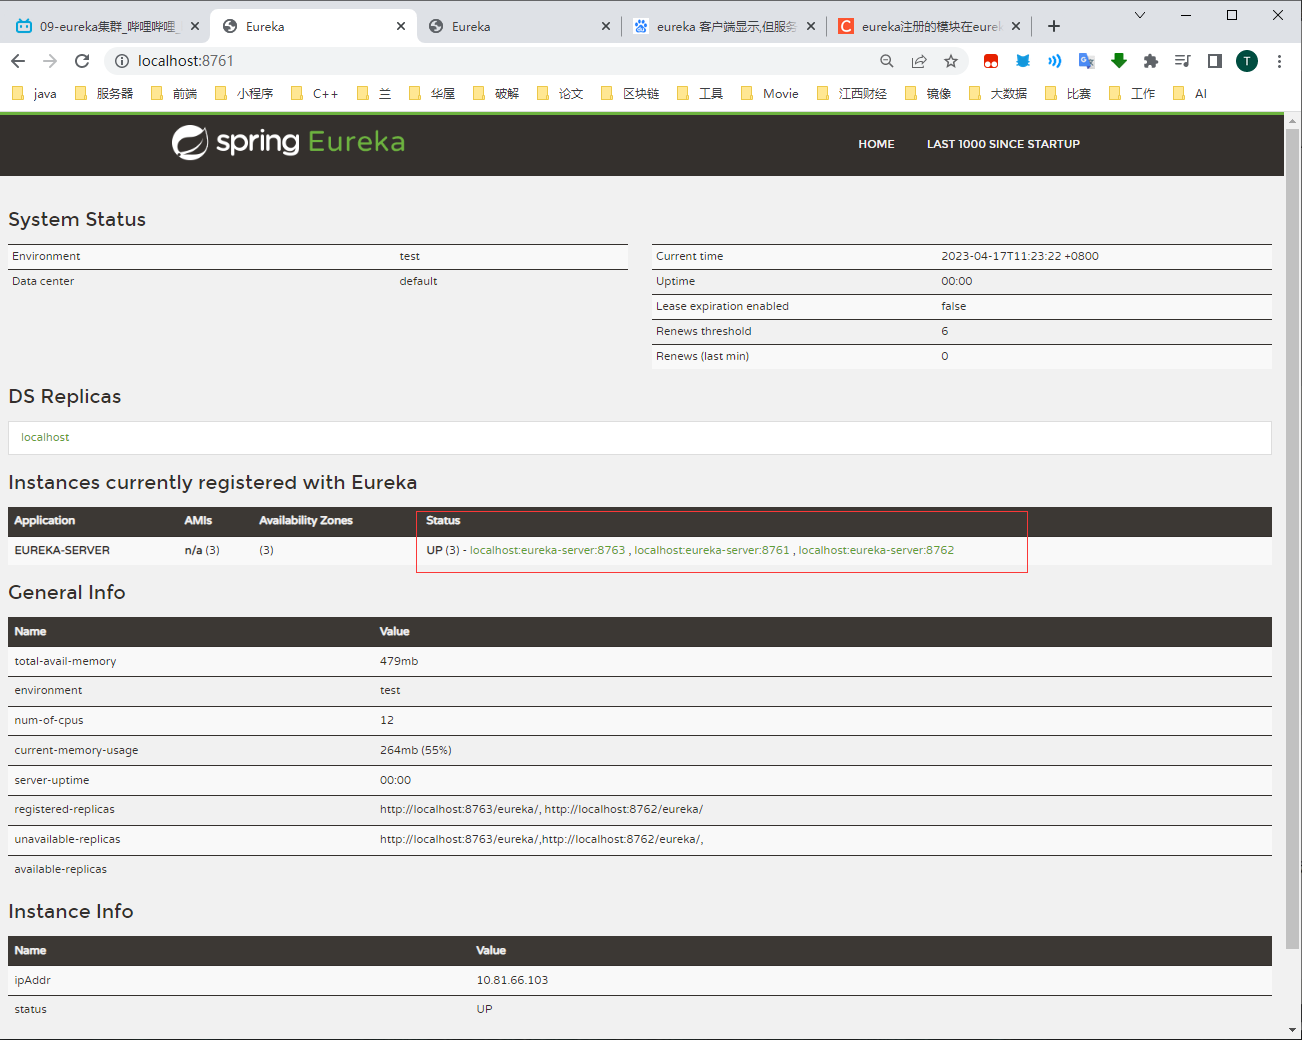 09-eureka集群_哔哩哔哩_
Eureka
Eureka
eureka 客户端显示,但服务
eureka注册的模块在eurek
localhost:8761
T
java
服务器
前端
小程序
C++
兰
华屋
破解
论文
区块链
工具
Movie
江西财经
镜像
大数据
比赛
工作
AI
spring Eureka
HOME
LAST 1000 SINCE STARTUP
System Status
Environment test
Data center default
Current time 2023-04-17T11:23:22 +0800
Uptime 00:00
Lease expiration enabled false
Renews threshold 6
Renews (last min) 0
DS Replicas
localhost
Instances currently registered with Eureka
Application AMIs Availability Zones Status
EUREKA-SERVER n/a (3) (3) UP (3) - localhost:eureka-server:8763 , localhost:eureka-server:8761 , localhost:eureka-server:8762
General Info
Name Value
total-avail-memory 479mb
environment test
num-of-cpus 12
current-memory-usage 264mb (55%)
server-uptime 00:00
registered-replicas http://localhost:8763/eureka/, http://localhost:8762/eureka/
unavailable-replicas http://localhost:8763/eureka/,http://localhost:8762/eureka/,
available-replicas
Instance Info
Name Value
ipAddr 10.81.66.103
status UP